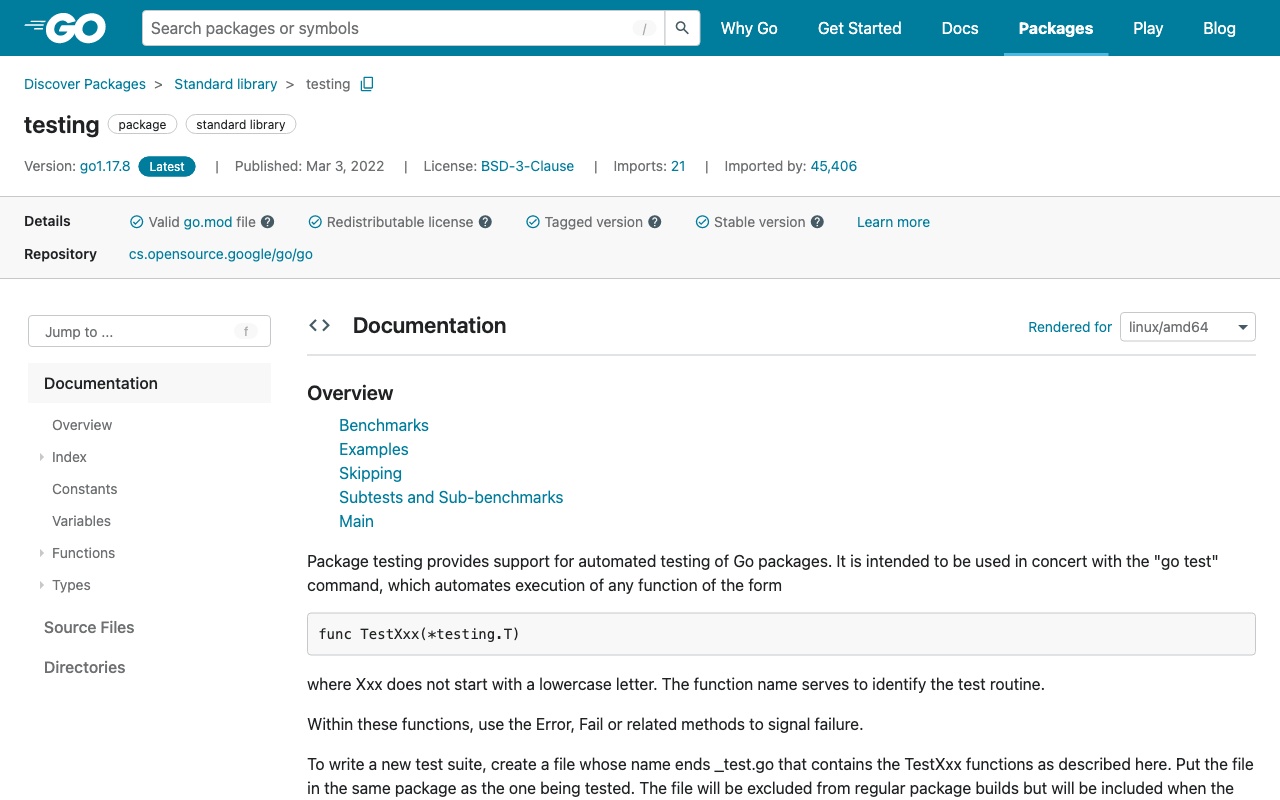 GO Search packages or symbols / Why Go Get Started Docs Packages Play Blog
Discover Packages > Standard library > testing
testing package standard library
Version: go1.17.8 Latest | Published: Mar 3, 2022 | License: BSD-3-Clause | Imports: 21 | Imported by: 45,406
Details Valid go.mod file ? Redistributable license ? Tagged version ? Stable version ? Learn more
Repository cs.opensource.google/go/go
Jump to ... f
Documentation
Overview
Index
Constants
Variables
Functions
Types
Source Files
Directories
<> Documentation Rendered for linux/amd64
Overview
Benchmarks
Examples
Skipping
Subtests and Sub-benchmarks
Main
Package testing provides support for automated testing of Go packages. It is intended to be used in concert with the "go test"
command, which automates execution of any function of the form
func TestXxx(*testing.T)
where Xxx does not start with a lowercase letter. The function name serves to identify the test routine.
Within these functions, use the Error, Fail or related methods to signal failure.
To write a new test suite, create a file whose name ends _test.go that contains the TestXxx functions as described here. Put the file
in the same package as the one being tested. The file will be excluded from regular package builds but will be included when the